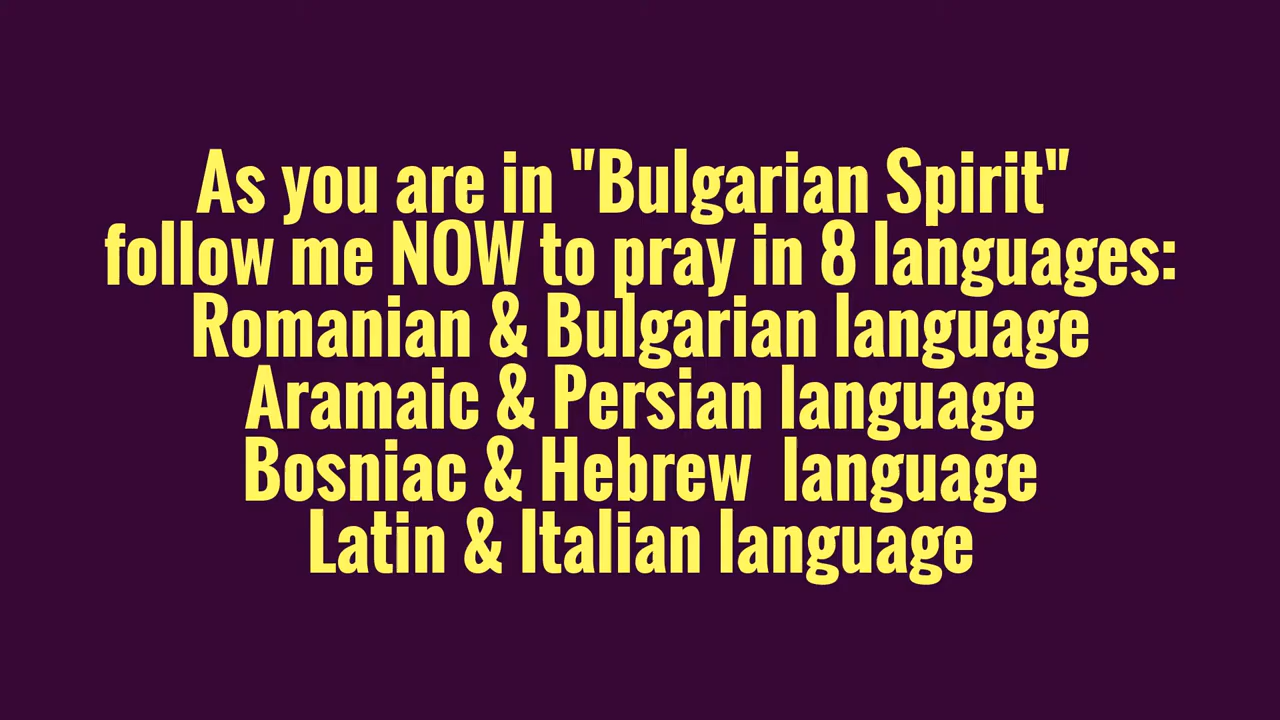 As you are in "Bulgarian Spirit"
follow me NOW to pray in 8 languages:
Romanian & Bulgarian language
Aramaic & Persian language
Bosniac & Hebrew  language
Latin & Italian language